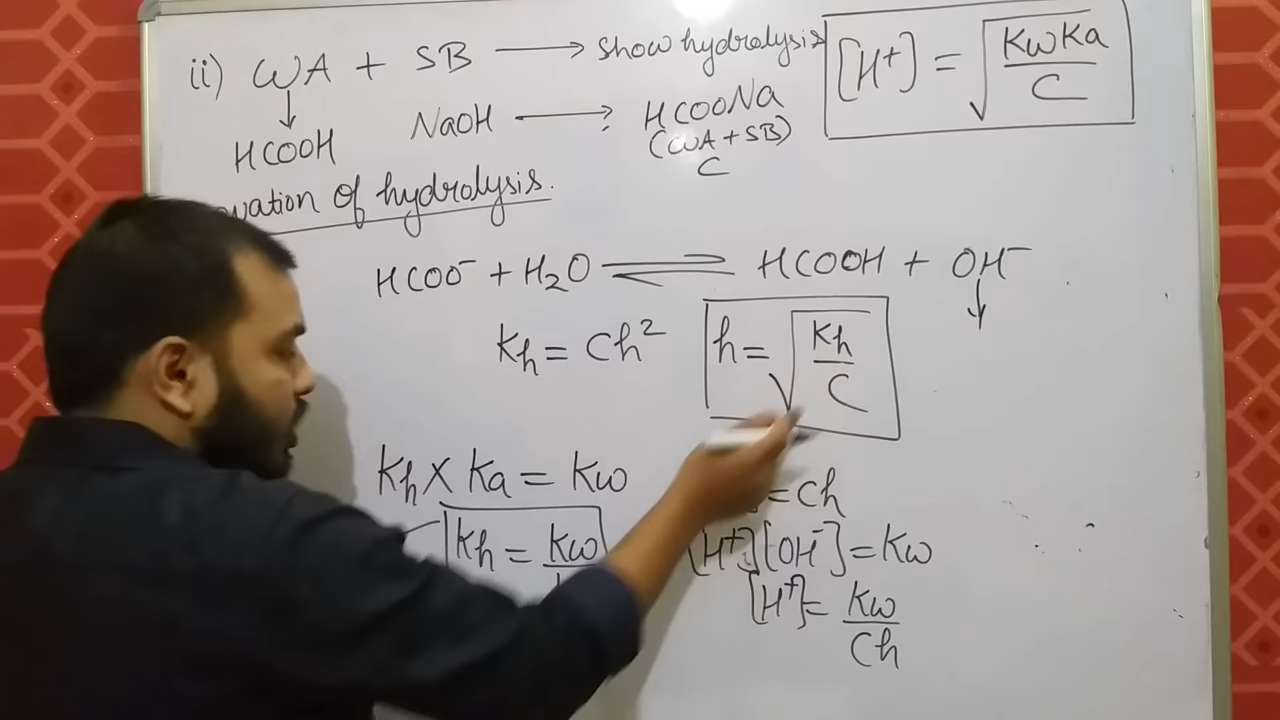 ii) WA + SB ⟶ Show hydrolysis
[H⁺] = √(KwKa/C)
↓
HCOOH NaOH ⟶ HCOONa
(WA + SB)
C
of hydrolysis.
HCOO⁻ + H₂O ⇌ HCOOH + OH⁻
↓
Kh = Ch² h = √(Kh/C)
Kh × Ka = Kw
= Ch
Kh = Kw
[H⁺][OH⁻] = Kw
[H⁺] = Kw/Ch